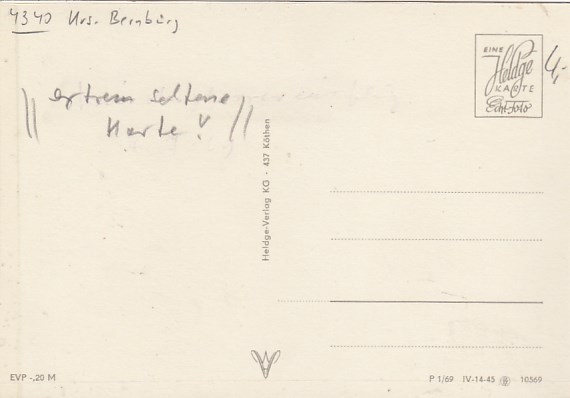 4340 Krs. Bernburg
EINE
Heldge
KARTE
Echt Foto
4,-
extrem seltene
Karte!
Heldge-Verlag KG - 437 Köthen
EVP -,20 M
P 1/69 IV-14-45 10569